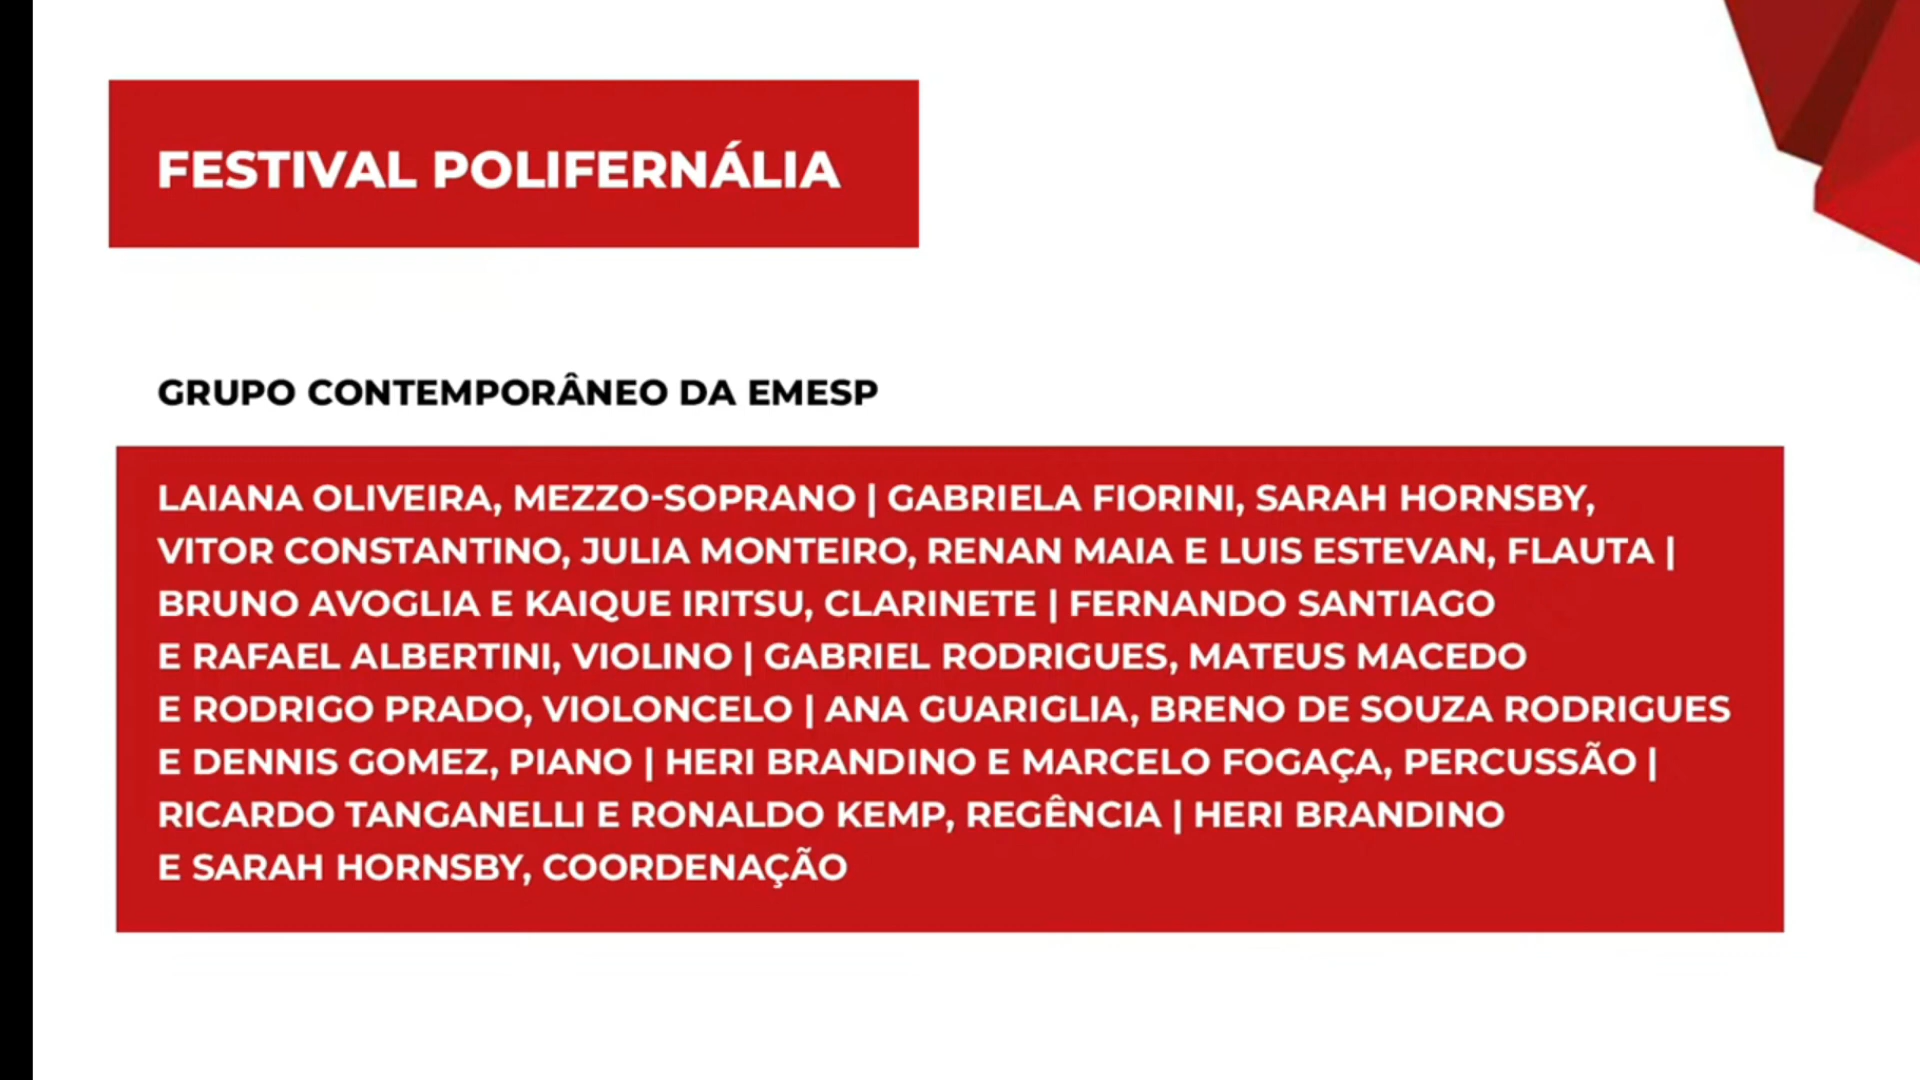 FESTIVAL POLIFERNÁLIA
GRUPO CONTEMPORÂNEO DA EMESP
LAIANA OLIVEIRA, MEZZO-SOPRANO | GABRIELA FIORINI, SARAH HORNSBY,
VITOR CONSTANTINO, JULIA MONTEIRO, RENAN MAIA E LUIS ESTEVAN, FLAUTA |
BRUNO AVOGLIA E KAIQUE IRITSU, CLARINETE | FERNANDO SANTIAGO
E RAFAEL ALBERTINI, VIOLINO | GABRIEL RODRIGUES, MATEUS MACEDO
E RODRIGO PRADO, VIOLONCELO | ANA GUARIGLIA, BRENO DE SOUZA RODRIGUES
E DENNIS GOMEZ, PIANO | HERI BRANDINO E MARCELO FOGAÇA, PERCUSSÃO |
RICARDO TANGANELLI E RONALDO KEMP, REGÊNCIA | HERI BRANDINO
E SARAH HORNSBY, COORDENAÇÃO